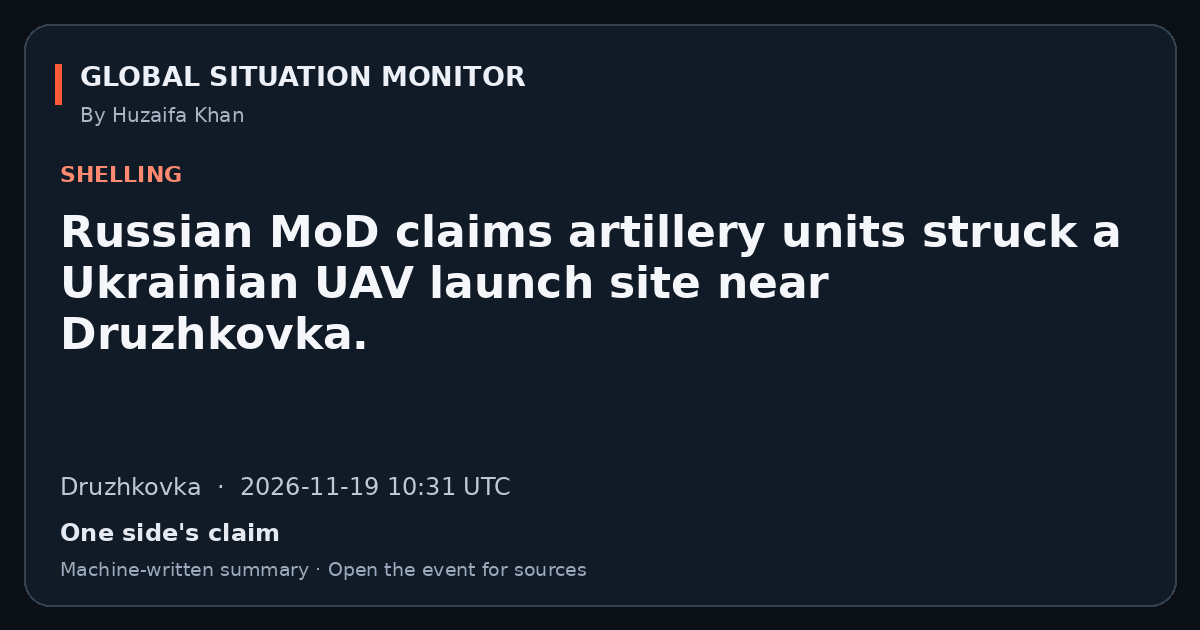 GLOBAL SITUATION MONITOR
By Huzaifa Khan
SHELLING
Russian MoD claims artillery units struck a
Ukrainian UAV launch site near
Druzhkovka.
Druzhkovka · 2026-11-19 10:31 UTC
One side's claim
Machine-written summary · Open the event for sources